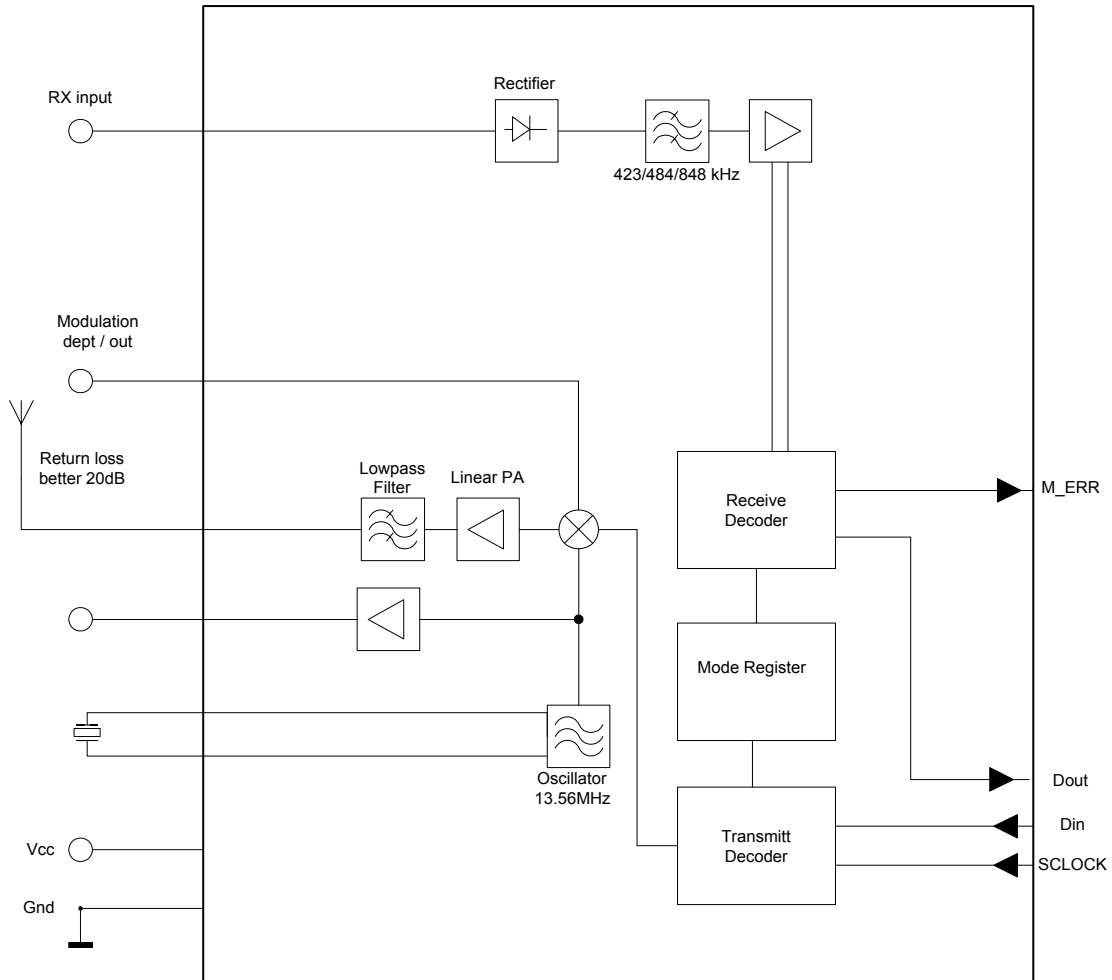 Rectifier
RX input
423/484/848 kHz
Modulation
dept / out
Return loss
better 20dB
Lowpass
Filter
Linear PA
Receive
Decoder
M_ERR
Mode Register
Oscillator
13.56MHz
Dout
Transmitt
Decoder
Din
SCLOCK
Vcc
Gnd